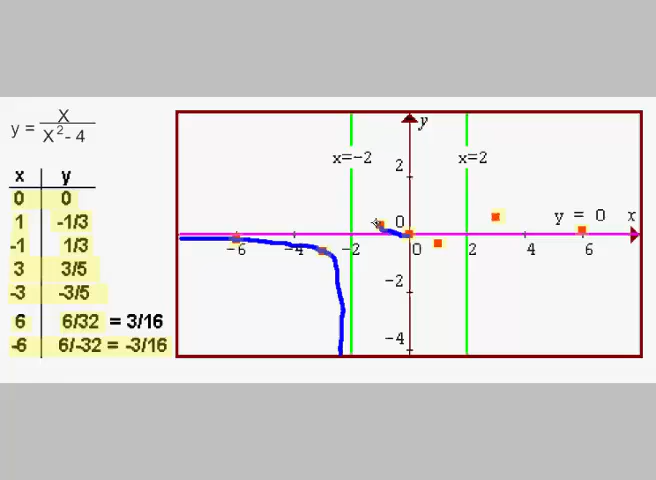 y = X / X² - 4
x y
0 0
1 -1/3
-1 1/3
3 3/5
-3 -3/5
6 6/32 = 3/16
-6 6/-32 = -3/16
y
x=-2 2 x=2
0 y = 0 x
-6 -4 -2 0 2 4 6
-2
-4